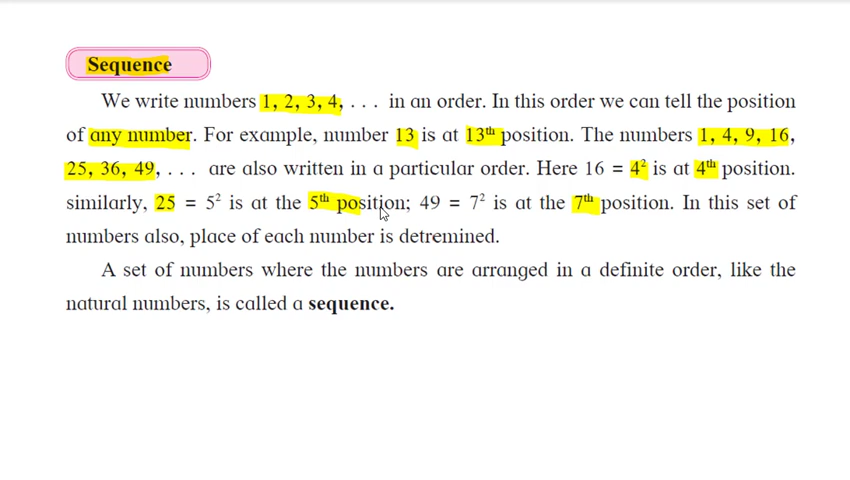 Sequence
We write numbers 1, 2, 3, 4, . . . in an order. In this order we can tell the position
of any number. For example, number 13 is at 13th position. The numbers 1, 4, 9, 16,
25, 36, 49, . . . are also written in a particular order. Here 16 = 4² is at 4th position.
similarly, 25 = 5² is at the 5th position; 49 = 7² is at the 7th position. In this set of
numbers also, place of each number is detremined.
A set of numbers where the numbers are arranged in a definite order, like the
natural numbers, is called a sequence.